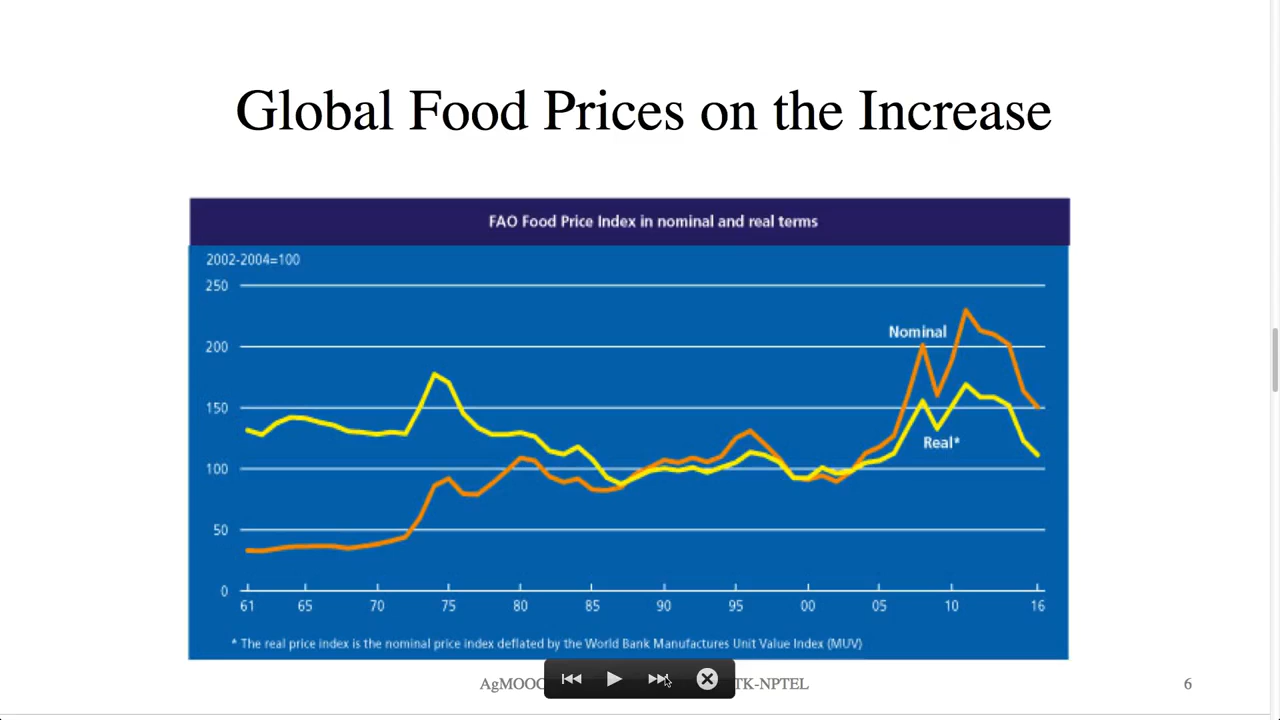 Global Food Prices on the Increase
FAO Food Price Index in nominal and real terms
2002-2004=100
250
200
150
100
50
0
Nominal
Real*
61 65 70 75 80 85 90 95 00 05 10 16
* The real price index is the nominal price index deflated by the World Bank Manufactures Unit Value Index (MUV)
AgMOOC TK-NPTEL 6